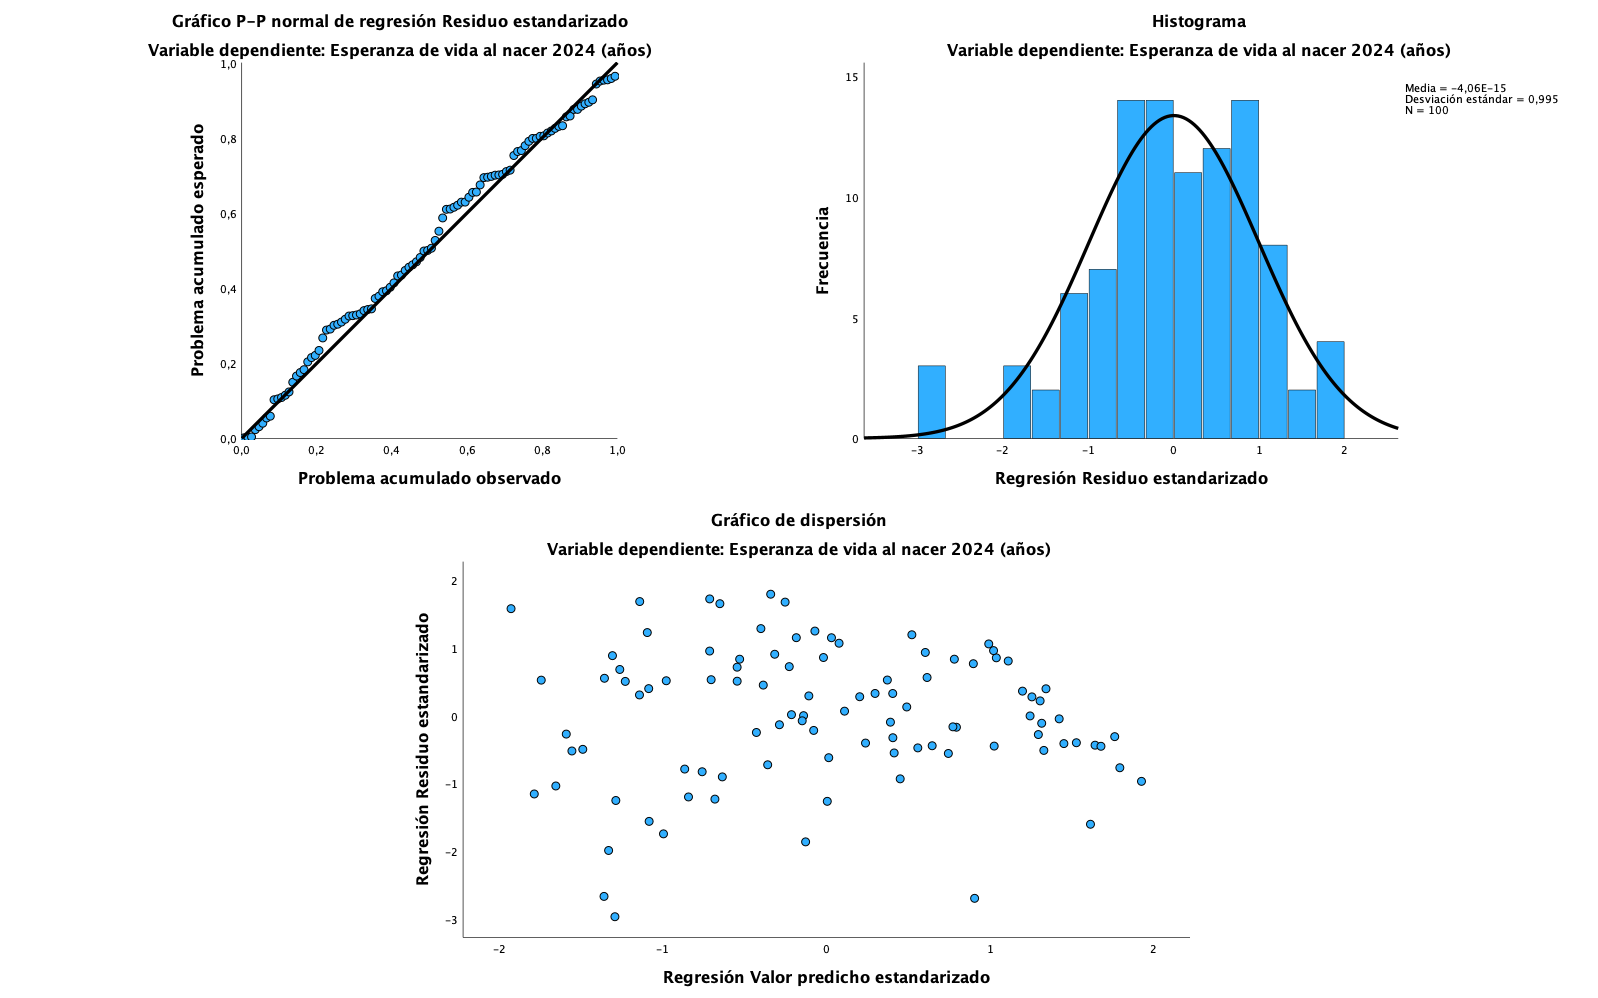 Gráfico P-P normal de regresión Residuo estandarizado
Variable dependiente: Esperanza de vida al nacer 2024 (años)
Problema acumulado esperado
1,0
0,8
0,6
0,4
0,2
0,0
0,0 0,2 0,4 0,6 0,8 1,0
Problema acumulado observado
Histograma
Variable dependiente: Esperanza de vida al nacer 2024 (años)
Media = -4,06E-15
Desviación estándar = 0,995
N = 100
Frecuencia
15
10
5
0
-3 -2 -1 0 1 2
Regresión Residuo estandarizado
Gráfico de dispersión
Variable dependiente: Esperanza de vida al nacer 2024 (años)
Regresión Residuo estandarizado
2
1
0
-1
-2
-3
-2 -1 0 1 2
Regresión Valor predicho estandarizado